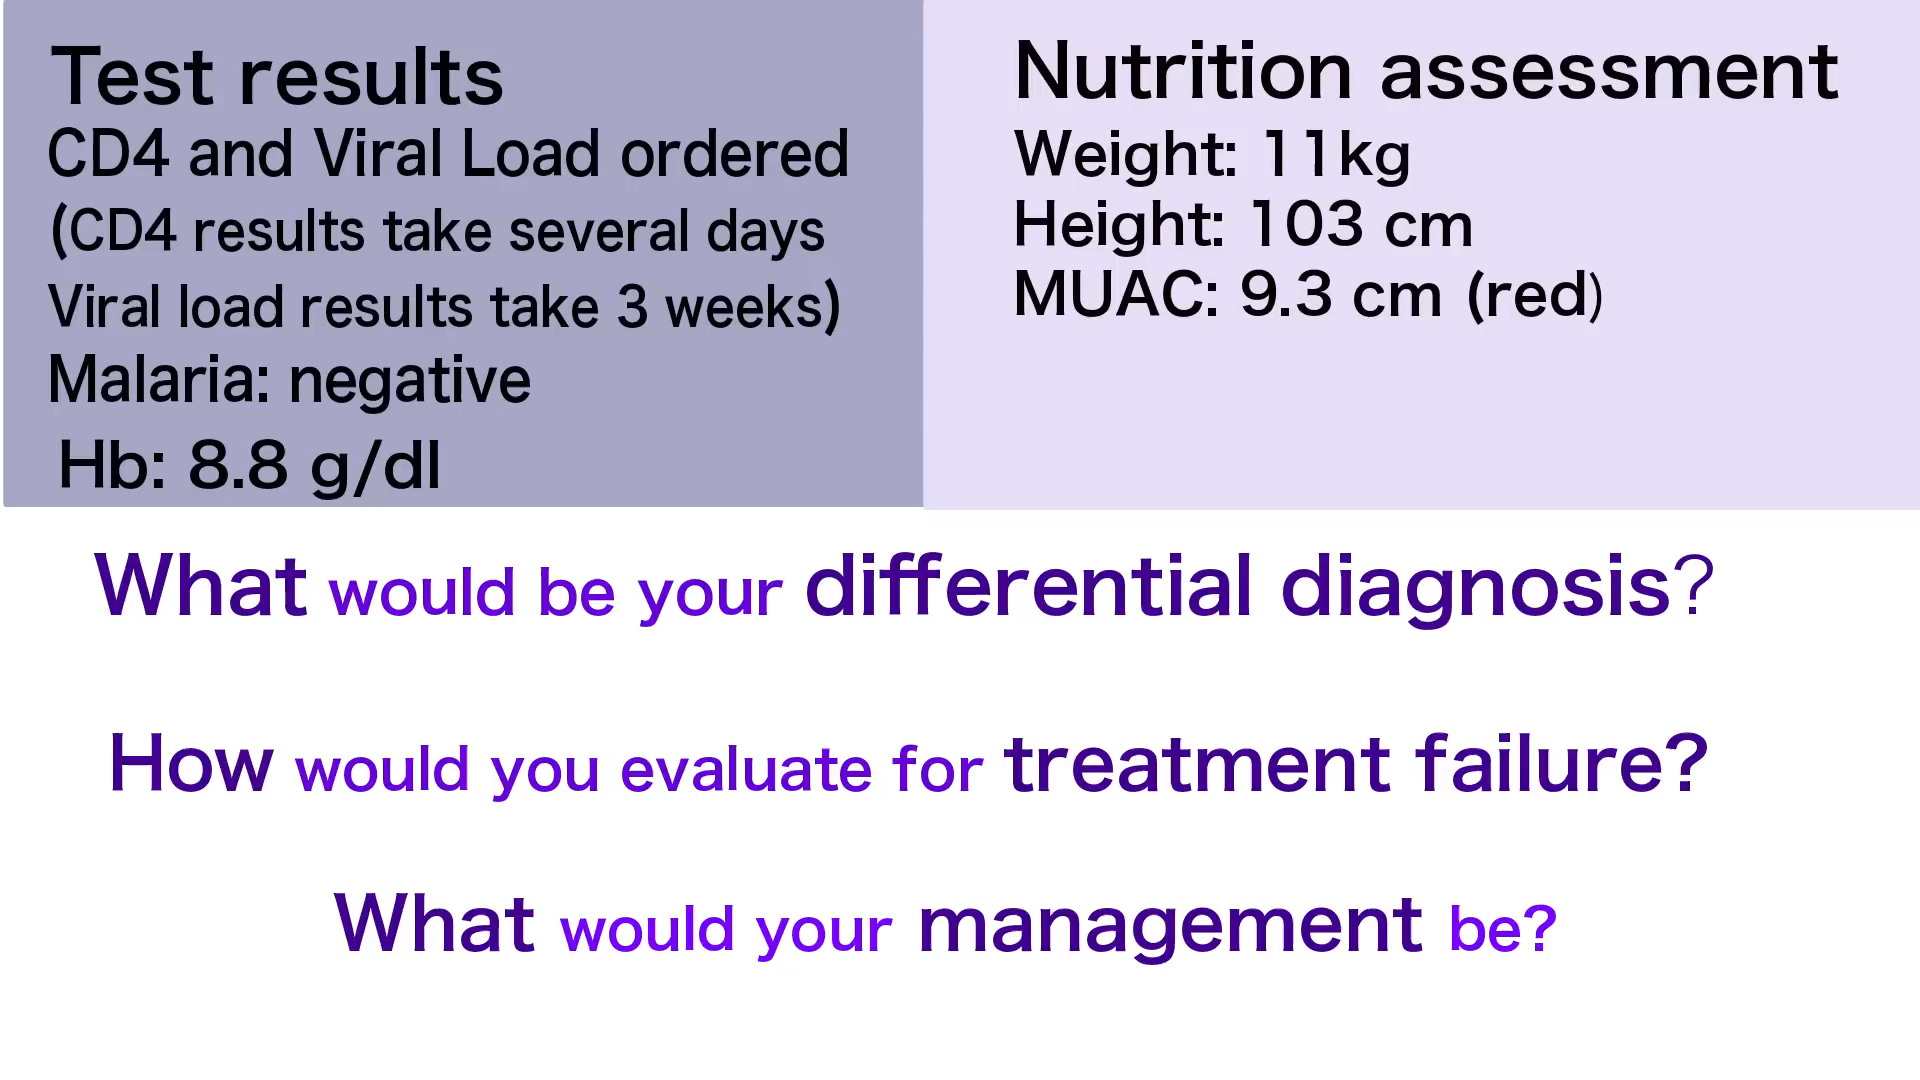 Test results
CD4 and Viral Load ordered
(CD4 results take several days
Viral load results take 3 weeks)
Malaria: negative
Hb: 8.8 g/dl
Nutrition assessment
Weight: 11kg
Height: 103 cm
MUAC: 9.3 cm (red)
What would be your differential diagnosis?
How would you evaluate for treatment failure?
What would your management be?